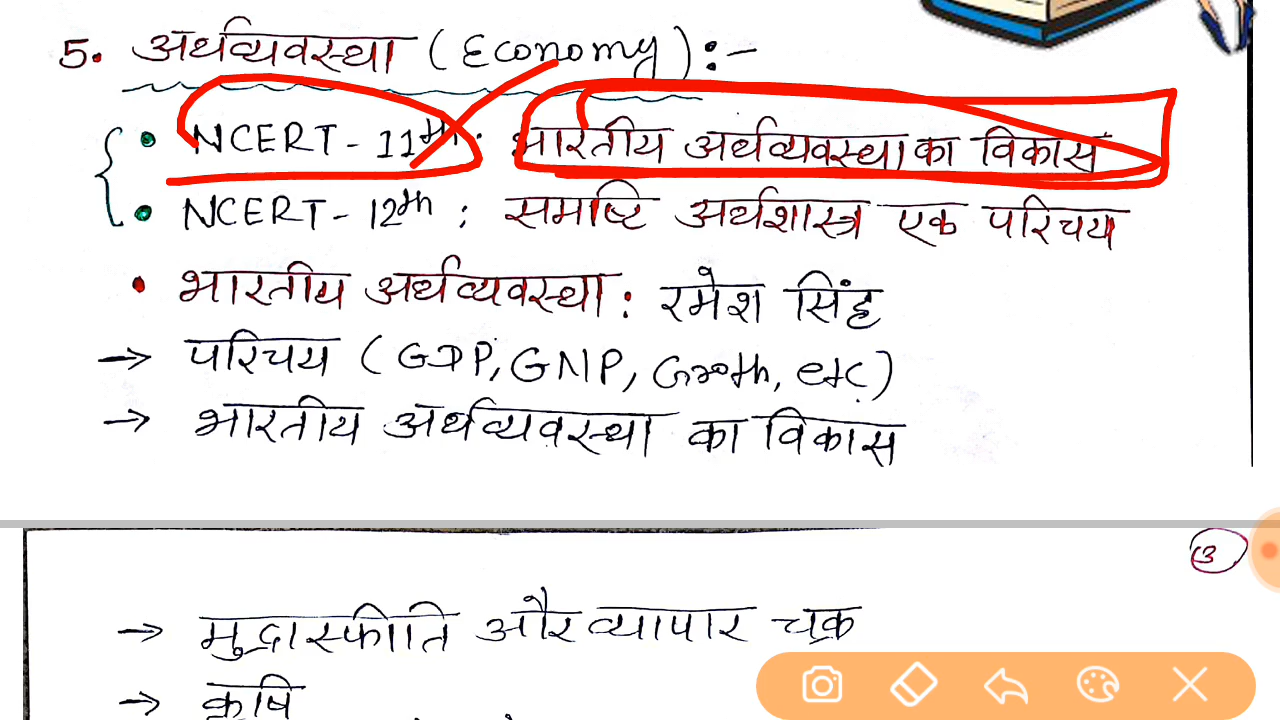 5. अर्थव्यवस्था (Economy) :-
• NCERT - 11th : भारतीय अर्थव्यवस्था का विकास
• NCERT - 12th : समष्टि अर्थशास्त्र एक परिचय
• भारतीय अर्थव्यवस्था : रमेश सिंह
→ परिचय (GDP, GNP, Growth, etc)
→ भारतीय अर्थव्यवस्था का विकास
3
→ मुद्रास्फीति और व्यापार चक्र
→ कृषि